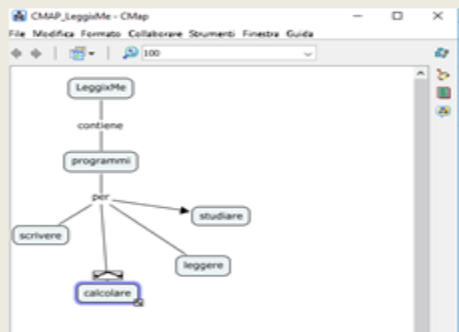 CMAP_LeggixMe - CMap
File Modifica Formato Collaborare Strumenti Finestra Guida
100
LeggixMe
contiene
programmi
per
studiare
scrivere
leggere
calcolare